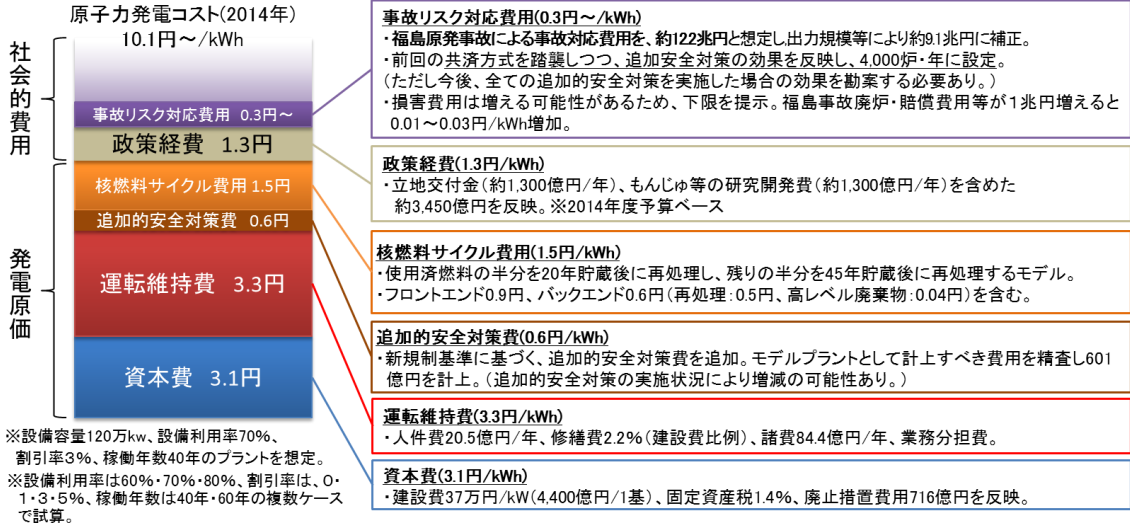 原子力発電コスト(2014年)
10.1円～/kWh
社会的費用
事故リスク対応費用 0.3円～
政策経費 1.3円
発電原価
核燃料サイクル費用 1.5円
追加的安全対策費 0.6円
運転維持費 3.3円
資本費 3.1円
※設備容量120万kw、設備利用率70%、
割引率3%、稼働年数40年のプラントを想定。
※設備利用率は60%・70%・80%、割引率は、0・
1・3・5%、稼働年数は40年・60年の複数ケース
で試算。
事故リスク対応費用(0.3円～/kWh)
・福島原発事故による事故対応費用を、約12.2兆円と想定し出力規模等により約9.1兆円に補正。
・前回の共済方式を踏襲しつつ、追加安全対策の効果を反映し、4,000炉・年に設定。
(ただし今後、全ての追加的安全対策を実施した場合の効果を勘案する必要あり。)
・損害費用は増える可能性があるため、下限を提示。福島事故廃炉・賠償費用等が1兆円増えると
0.01～0.03円/kWh増加。
政策経費(1.3円/kWh)
・立地交付金(約1,300億円/年)、もんじゅ等の研究開発費(約1,300億円/年)を含めた
約3,450億円を反映。※2014年度予算ベース
核燃料サイクル費用(1.5円/kWh)
・使用済燃料の半分を20年貯蔵後に再処理し、残りの半分を45年貯蔵後に再処理するモデル。
・フロントエンド0.9円、バックエンド0.6円(再処理:0.5円、高レベル廃棄物:0.04円)を含む。
追加的安全対策費(0.6円/kWh)
・新規制基準に基づく、追加的安全対策費を追加。モデルプラントとして計上すべき費用を精査し601
億円を計上。(追加的安全対策の実施状況により増減の可能性あり。)
運転維持費(3.3円/kWh)
・人件費20.5億円/年、修繕費2.2%(建設費比例)、諸費84.4億円/年、業務分担費。
資本費(3.1円/kWh)
・建設費37万円/kW(4,400億円/1基)、固定資産税1.4%、廃止措置費用716億円を反映。